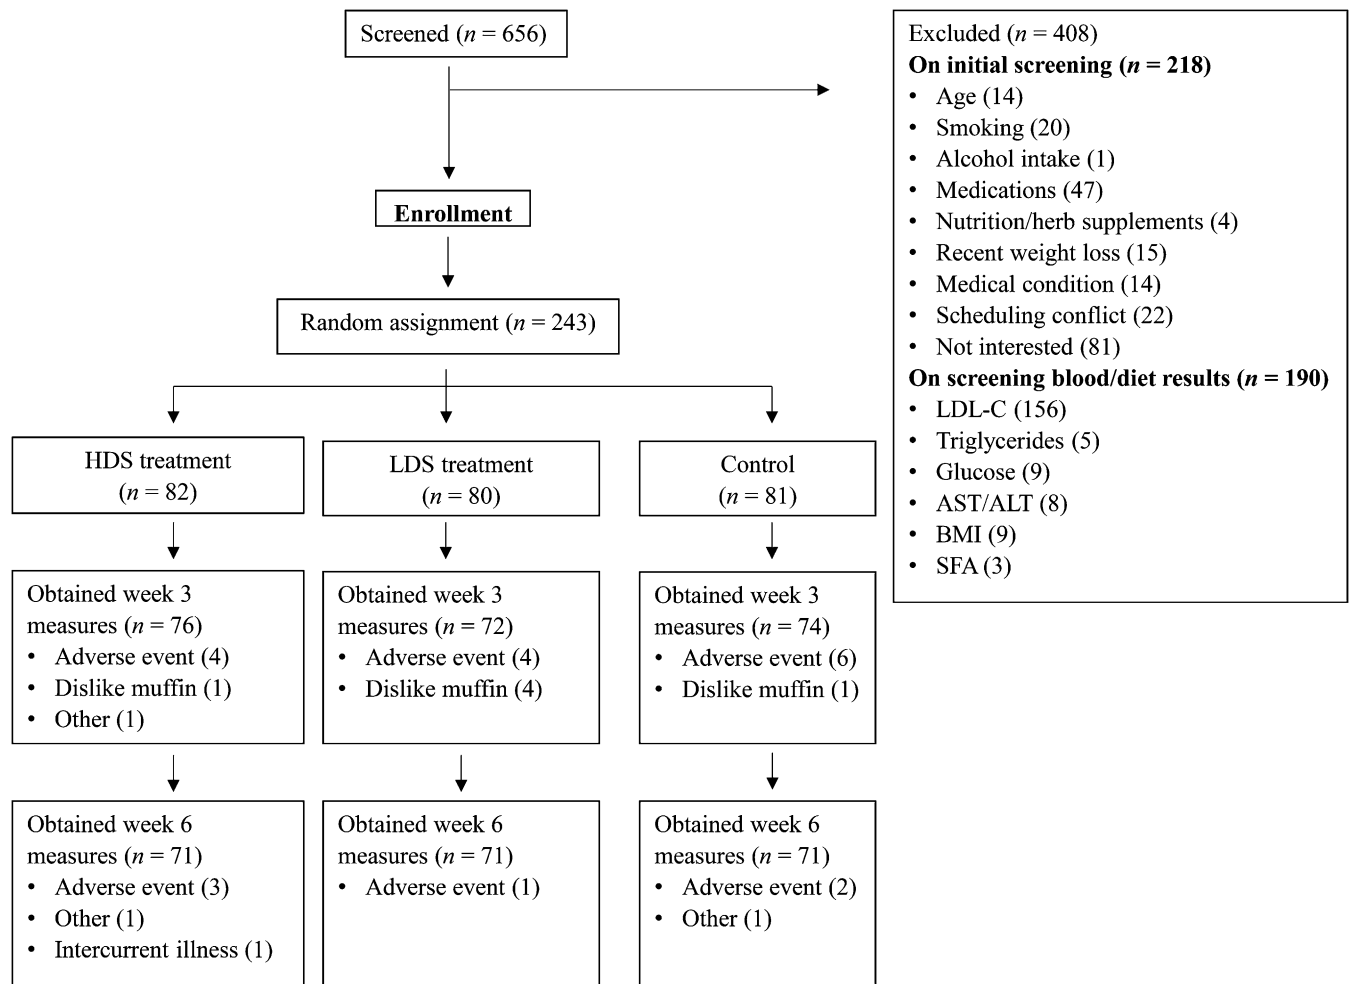 Screened (n = 656)
Excluded (n = 408)
On initial screening (n = 218)
• Age (14)
• Smoking (20)
• Alcohol intake (1)
• Medications (47)
• Nutrition/herb supplements (4)
• Recent weight loss (15)
• Medical condition (14)
• Scheduling conflict (22)
• Not interested (81)
On screening blood/diet results (n = 190)
• LDL-C (156)
• Triglycerides (5)
• Glucose (9)
• AST/ALT (8)
• BMI (9)
• SFA (3)
Enrollment
Random assignment (n = 243)
HDS treatment
(n = 82)
LDS treatment
(n = 80)
Control
(n = 81)
Obtained week 3
measures (n = 76)
• Adverse event (4)
• Dislike muffin (1)
• Other (1)
Obtained week 3
measures (n = 72)
• Adverse event (4)
• Dislike muffin (4)
Obtained week 3
measures (n = 74)
• Adverse event (6)
• Dislike muffin (1)
Obtained week 6
measures (n = 71)
• Adverse event (3)
• Other (1)
• Intercurrent illness (1)
Obtained week 6
measures (n = 71)
• Adverse event (1)
Obtained week 6
measures (n = 71)
• Adverse event (2)
• Other (1)